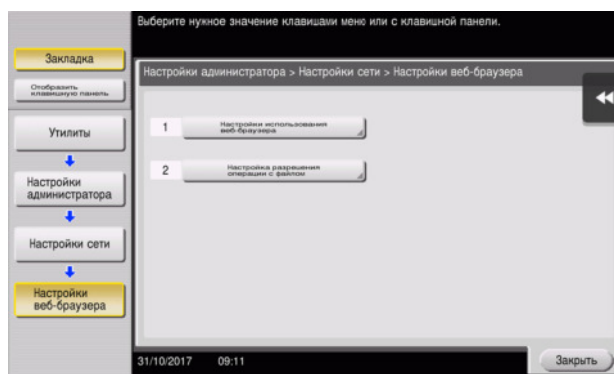 Выберите нужное значение клавишами меню или с клавишной панели.
Закладка
Отобразить
клавишную панель
Утилиты
Настройки
администратора
Настройки сети
Настройки
веб-браузера
Настройки администратора > Настройки сети > Настройки веб-браузера
1 Настройки использования
веб-браузера
2 Настройка разрешения
операции с файлом
31/10/2017 09:11
Закрыть